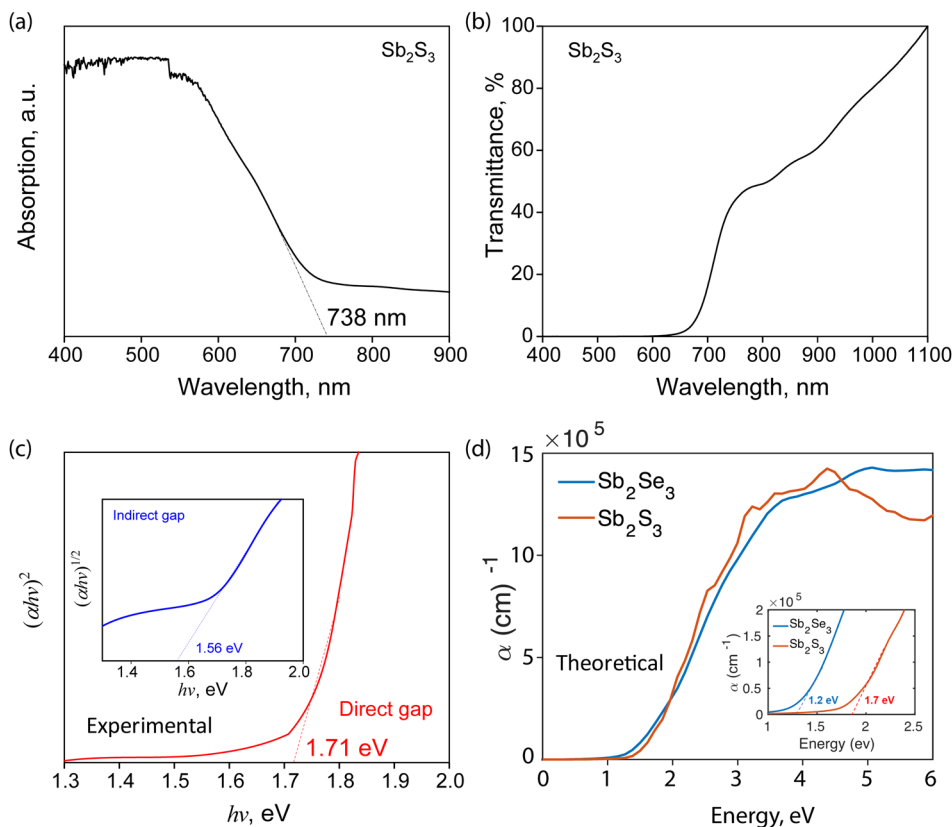 (a)
Sb₂S₃
Absorption, a.u.
738 nm
400 500 600 700 800 900
Wavelength, nm
(b)
Sb₂S₃
Transmittance, %
100
80
60
40
20
0
400 500 600 700 800 900 1000 1100
Wavelength, nm
(c)
(αhν)²
Indirect gap
(αhν)^1/2
1.56 eV
1.4 1.6 1.8 2.0
hν, eV
Experimental
Direct gap
1.71 eV
1.3 1.4 1.5 1.6 1.7 1.8 1.9 2.0
hν, eV
(d)
×10⁵
15
10
5
0
α (cm)⁻¹
Sb₂Se₃
Sb₂S₃
Theoretical
×10⁵
2
1.5
1
0.5
0
α (cm⁻¹)
Sb₂Se₃
Sb₂S₃
1.2 eV
1.7 eV
1 1.5 2 2.5
Energy (ev)
0 1 2 3 4 5 6
Energy, eV